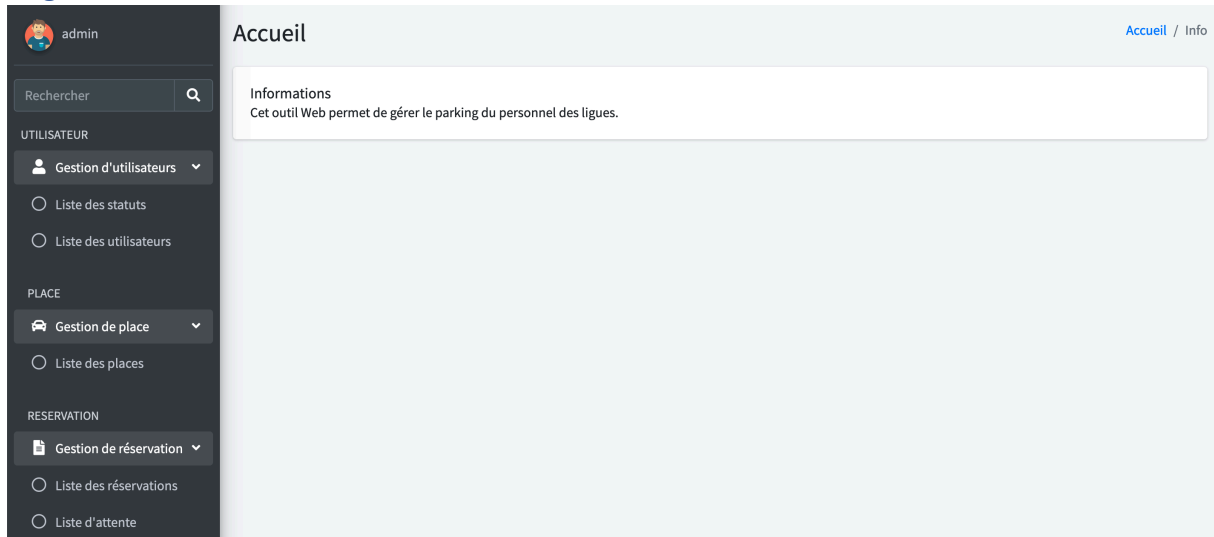 admin
Rechercher
UTILISATEUR
Gestion d'utilisateurs
Liste des statuts
Liste des utilisateurs
PLACE
Gestion de place
Liste des places
RESERVATION
Gestion de réservation
Liste des réservations
Liste d'attente
Accueil
Accueil / Info
Informations
Cet outil Web permet de gérer le parking du personnel des ligues.